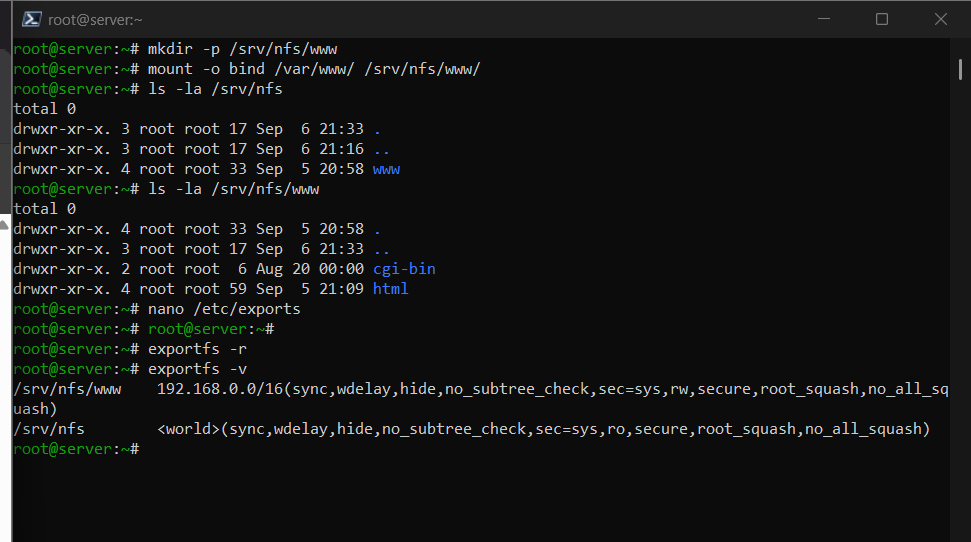 root@server:~
root@server:~# mkdir -p /srv/nfs/www
root@server:~# mount -o bind /var/www/ /srv/nfs/www/
root@server:~# ls -la /srv/nfs
total 0
drwxr-xr-x. 3 root root 17 Sep  6 21:33 .
drwxr-xr-x. 3 root root 17 Sep  6 21:16 ..
drwxr-xr-x. 4 root root 33 Sep  5 20:58 www
root@server:~# ls -la /srv/nfs/www
total 0
drwxr-xr-x. 4 root root 33 Sep  5 20:58 .
drwxr-xr-x. 3 root root 17 Sep  6 21:33 ..
drwxr-xr-x. 2 root root  6 Aug 20 00:00 cgi-bin
drwxr-xr-x. 4 root root 59 Sep  5 21:09 html
root@server:~# nano /etc/exports
root@server:~# root@server:~#
root@server:~# exportfs -r
root@server:~# exportfs -v
/srv/nfs/www    192.168.0.0/16(sync,wdelay,hide,no_subtree_check,sec=sys,rw,secure,root_squash,no_all_sq
uash)
/srv/nfs        <world>(sync,wdelay,hide,no_subtree_check,sec=sys,ro,secure,root_squash,no_all_squash)
root@server:~#